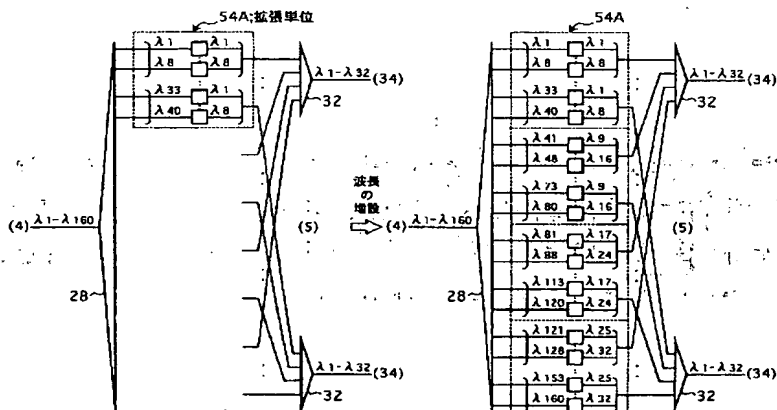 54A;拡張単位
λ1 λ1
λ8 λ8
λ33 λ1
λ40 λ8
λ1-λ32 (34)
32
(4) λ1-λ160
28
(5)
λ1-λ32 (34)
32
波長
の
増設
54A
λ1 λ1
λ8 λ8
λ33 λ1
λ40 λ8
λ41 λ9
λ48 λ16
λ73 λ9
λ80 λ16
λ81 λ17
λ88 λ24
λ113 λ17
λ120 λ24
λ121 λ25
λ128 λ32
λ153 λ25
λ160 λ32
λ1-λ32 (34)
32
(4) λ1-λ160
28
(5)
λ1-λ32 (34)
32